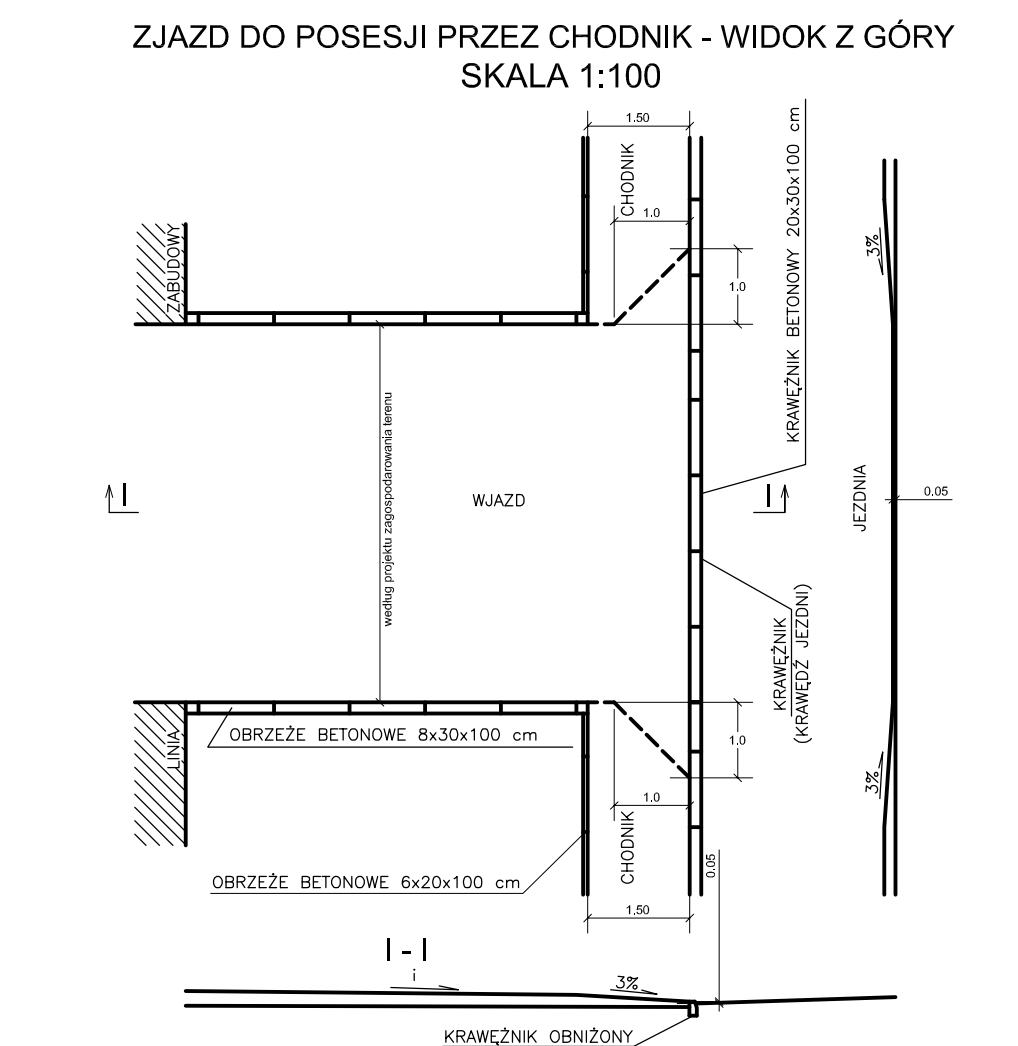 ZJAZD DO POSESJI PRZEZ CHODNIK - WIDOK Z GÓRY
SKALA 1:100
1.50
CHODNIK
1.0
KRAWĘŻNIK BETONOWY 20x30x100 cm
ZABUDOWY
3%
1.0
według projektu zagospodarowania terenu
I
WJAZD
I
JEZDNIA
0.05
KRAWĘŻNIK
(KRAWĘDŹ JEZDNI)
OBRZEŻE BETONOWE 8x30x100 cm
LINIA
1.0
3%
1.0
CHODNIK
0.05
OBRZEŻE BETONOWE 6x20x100 cm
1.50
I - I
i
3%
KRAWĘŻNIK OBNIŻONY